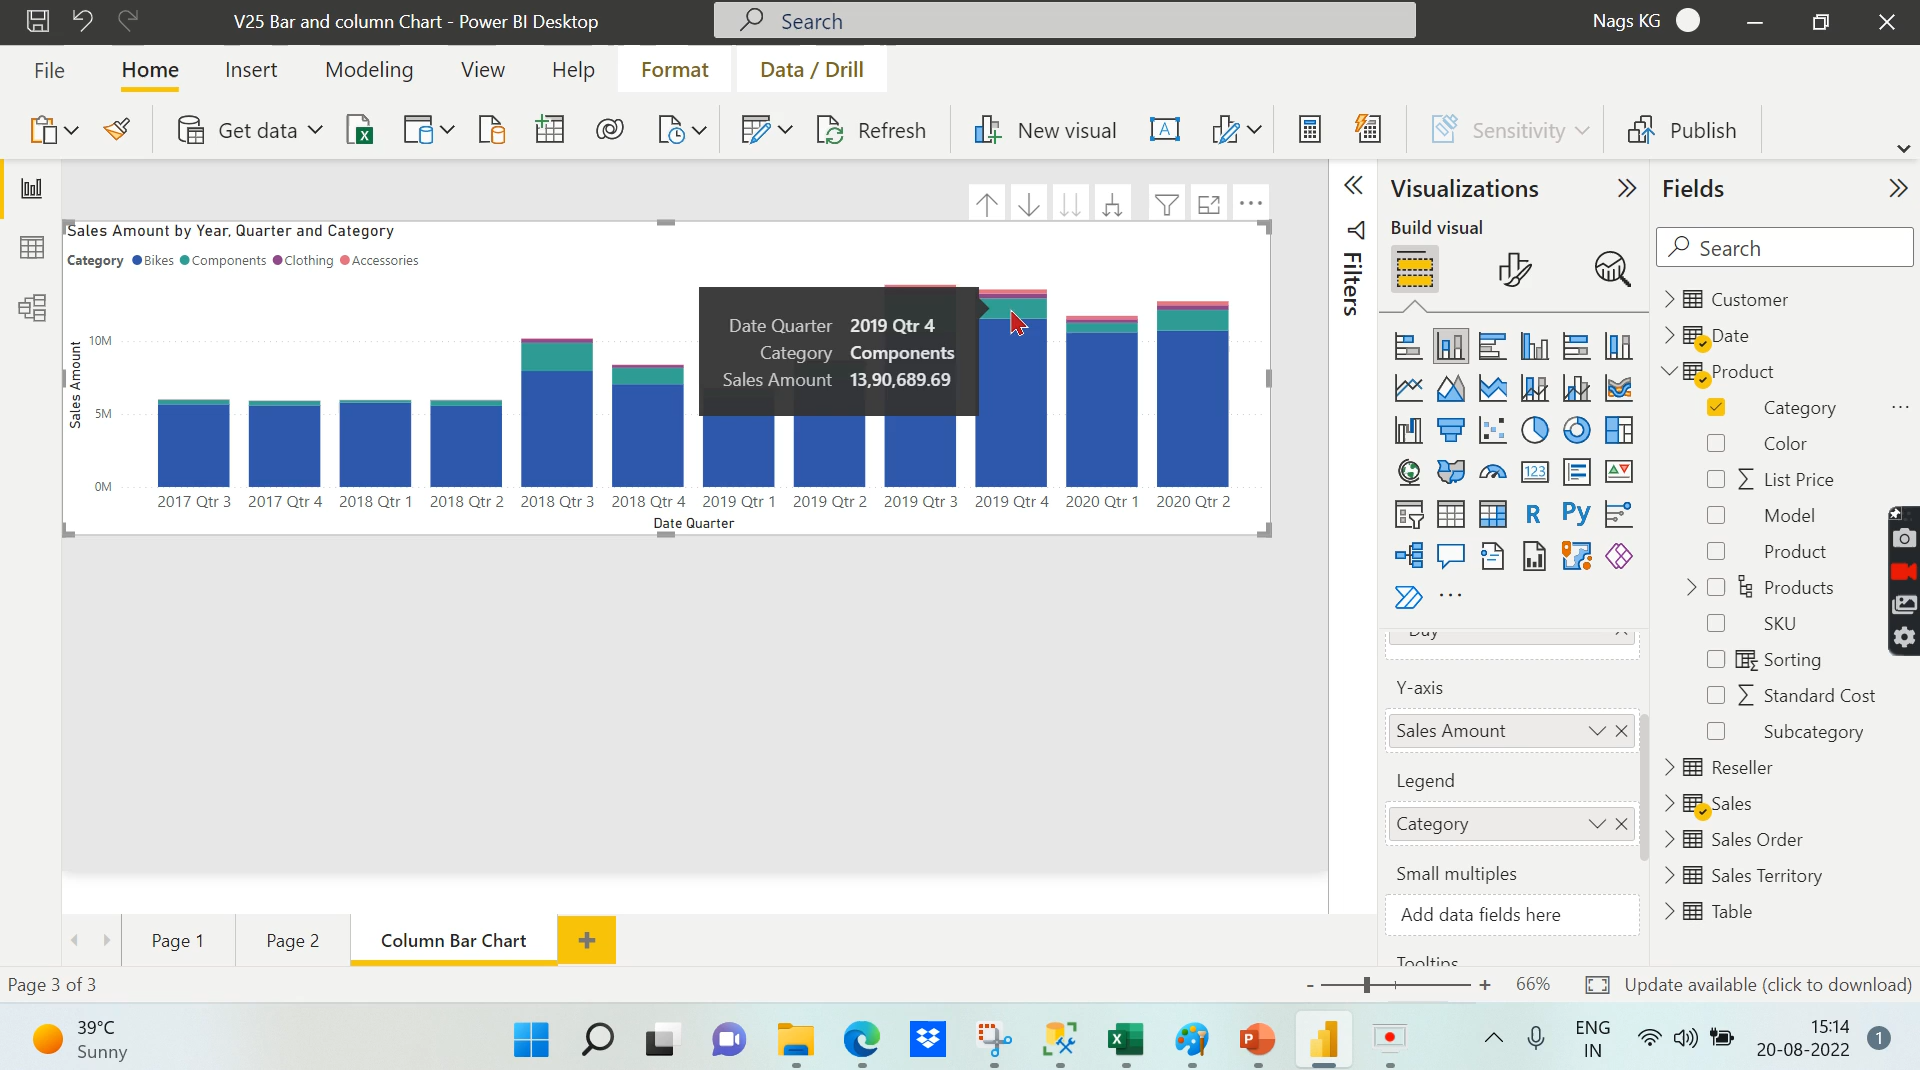 V25 Bar and column Chart - Power BI Desktop
Search
Nags KG
File
Home
Insert
Modeling
View
Help
Format
Data / Drill
Get data
Refresh
New visual
Sensitivity
Publish
Sales Amount by Year, Quarter and Category
Category Bikes Components Clothing Accessories
Sales Amount
10M
5M
0M
Date Quarter 2019 Qtr 4
Category Components
Sales Amount 13,90,689.69
2017 Qtr 3 2017 Qtr 4 2018 Qtr 1 2018 Qtr 2 2018 Qtr 3 2018 Qtr 4 2019 Qtr 1 2019 Qtr 2 2019 Qtr 3 2019 Qtr 4 2020 Qtr 1 2020 Qtr 2
Date Quarter
Filters
Visualizations
Build visual
123
R
Py
Day
Y-axis
Sales Amount
Legend
Category
Small multiples
Add data fields here
Tooltips
Fields
Search
Customer
Date
Product
Category
Color
List Price
Model
Product
Products
SKU
Sorting
Standard Cost
Subcategory
Reseller
Sales
Sales Order
Sales Territory
Table
Page 1
Page 2
Column Bar Chart
Page 3 of 3
66%
Update available (click to download)
39°C
Sunny
ENG
IN
15:14
20-08-2022
1